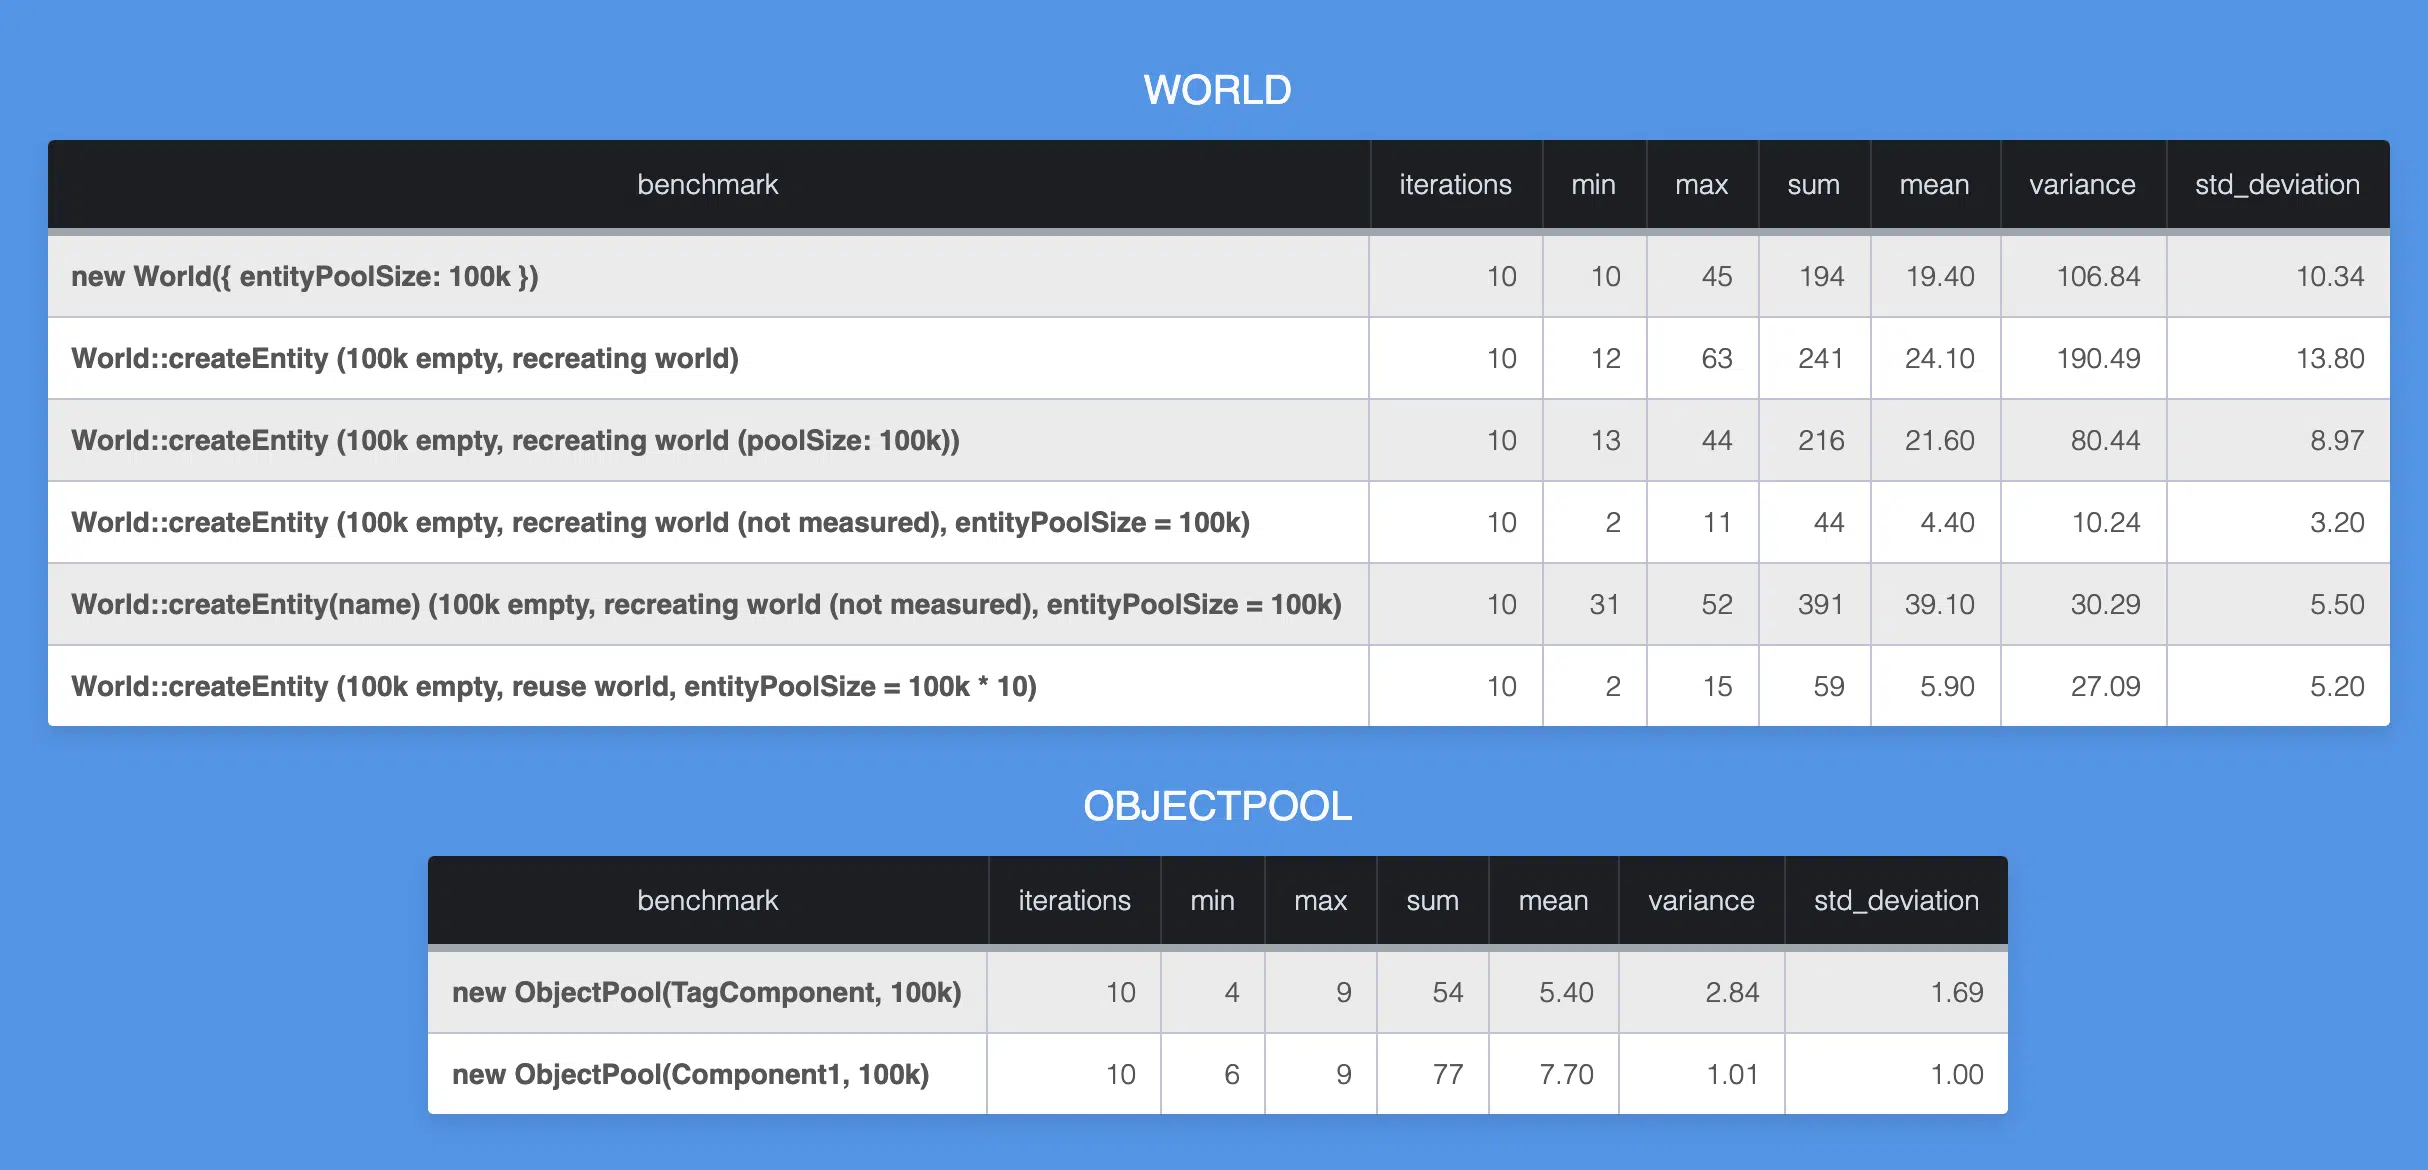 WORLD
benchmark iterations min max sum mean variance std_deviation
new World({ entityPoolSize: 100k }) 10 10 45 194 19.40 106.84 10.34
World::createEntity (100k empty, recreating world) 10 12 63 241 24.10 190.49 13.80
World::createEntity (100k empty, recreating world (poolSize: 100k)) 10 13 44 216 21.60 80.44 8.97
World::createEntity (100k empty, recreating world (not measured), entityPoolSize = 100k) 10 2 11 44 4.40 10.24 3.20
World::createEntity(name) (100k empty, recreating world (not measured), entityPoolSize = 100k) 10 31 52 391 39.10 30.29 5.50
World::createEntity (100k empty, reuse world, entityPoolSize = 100k * 10) 10 2 15 59 5.90 27.09 5.20
OBJECTPOOL
benchmark iterations min max sum mean variance std_deviation
new ObjectPool(TagComponent, 100k) 10 4 9 54 5.40 2.84 1.69
new ObjectPool(Component1, 100k) 10 6 9 77 7.70 1.01 1.00